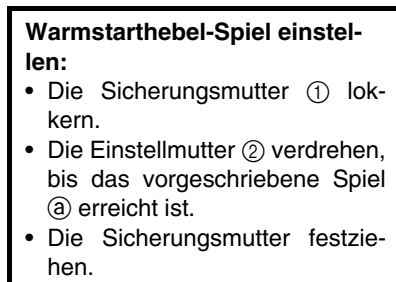 Warmstarthebel-Spiel einstel-
len:
• Die Sicherungsmutter ① lok-
kern.
• Die Einstellmutter ② verdrehen,
bis das vorgeschriebene Spiel
ⓐ erreicht ist.
• Die Sicherungsmutter festzie-
hen.